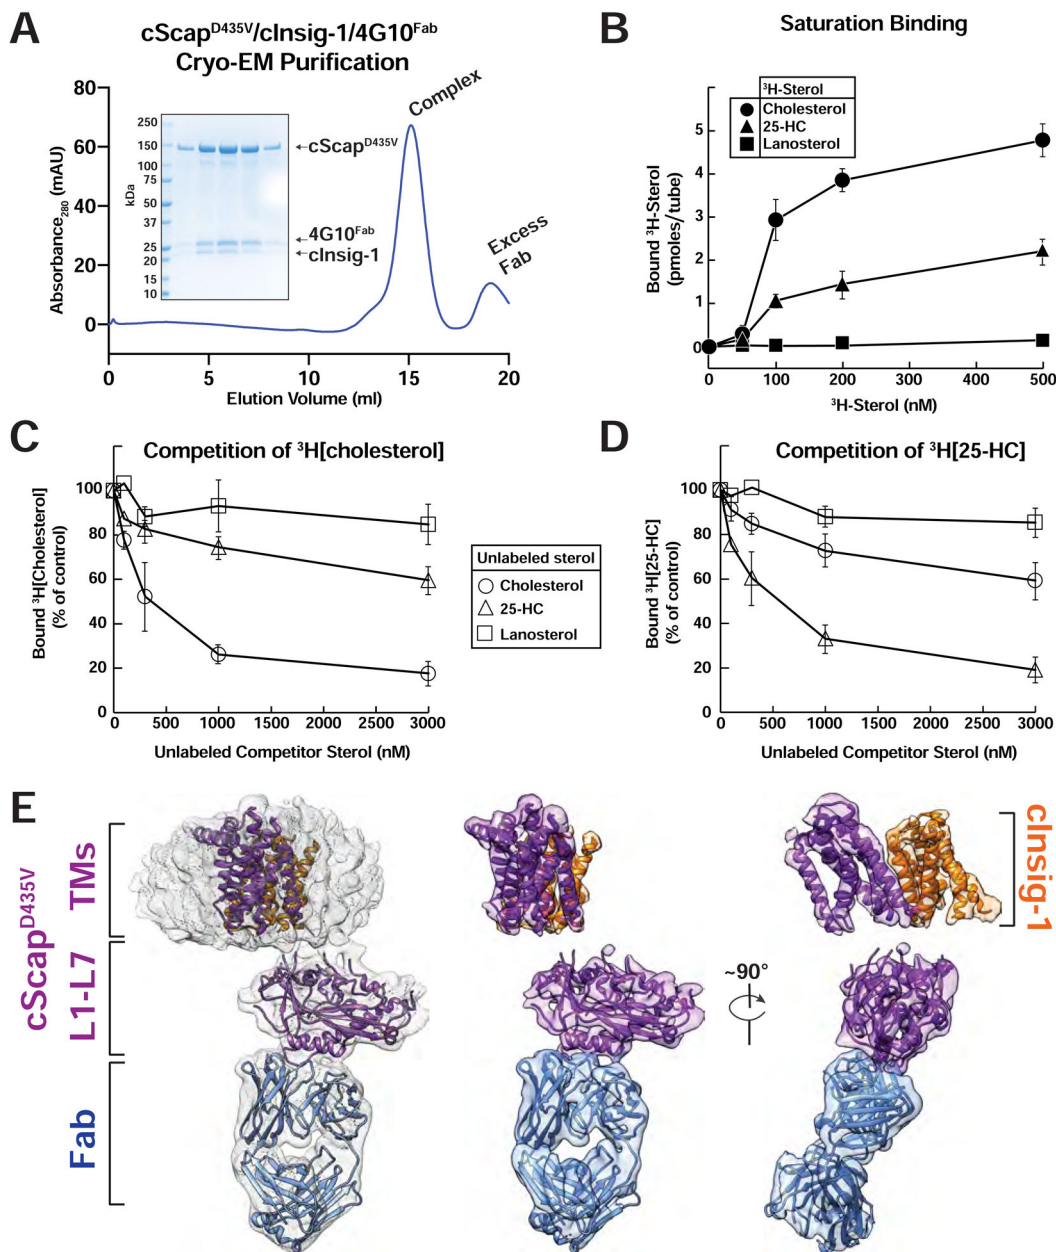 A
cScapD435V/cInsig-1/4G10Fab
Cryo-EM Purification
80
60
40
20
0
Absorbance280 (mAU)
0
5
10
15
20
Elution Volume (ml)
Complex
Excess
Fab
kDa
250
150
100
75
50
37
25
20
15
10
←cScapD435V
4G10Fab
cInsig-1
B
Saturation Binding
3H-Sterol
Cholesterol
25-HC
Lanosterol
5
4
3
2
1
0
Bound 3H-Sterol
(pmoles/tube)
0
100
200
300
400
500
3H-Sterol (nM)
C
Competition of 3H[cholesterol]
100
80
60
40
20
0
Bound 3H[Cholesterol]
(% of control)
0
500
1000
1500
2000
2500
3000
Unlabeled Competitor Sterol (nM)
Unlabeled sterol
Cholesterol
25-HC
Lanosterol
D
Competition of 3H[25-HC]
100
80
60
40
20
0
Bound 3H[25-HC]
(% of control)
0
500
1000
1500
2000
2500
3000
Unlabeled Competitor Sterol (nM)
E
cScapD435V
TMs
L1-L7
Fab
~90°
cInsig-1